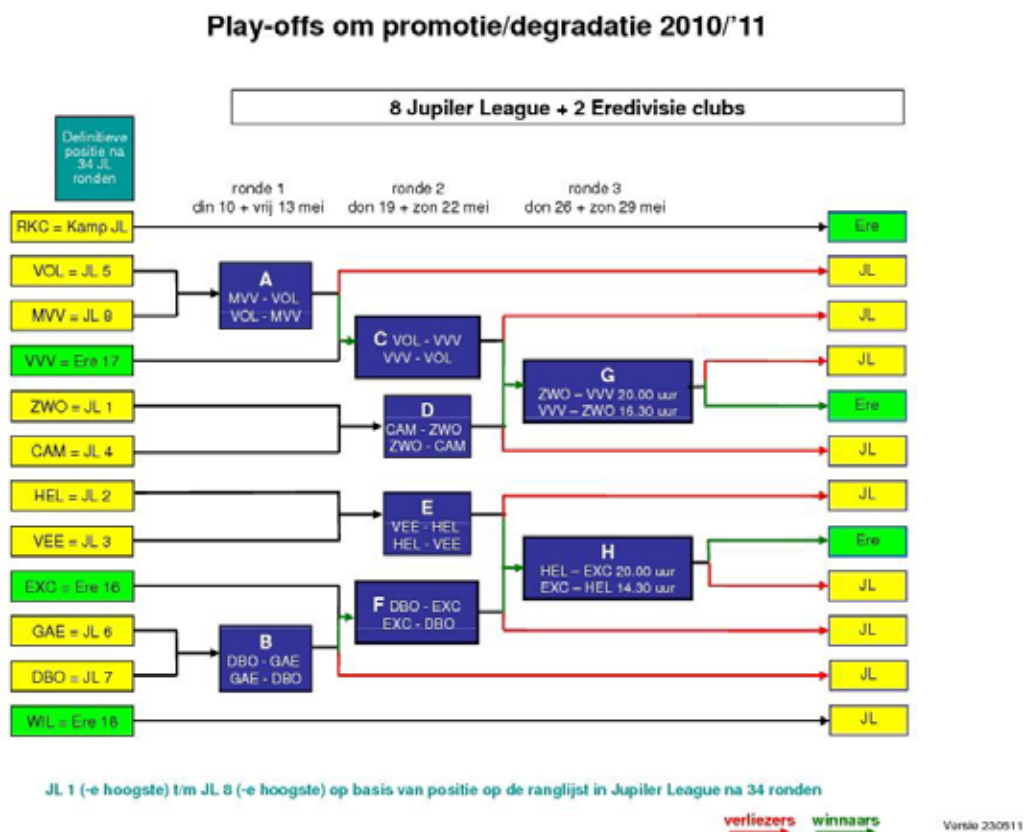 Play-offs om promotie/degradatie 2010/'11
8 Jupiler League + 2 Eredivisie clubs
Definitieve
positie na
34 JL
ronden
ronde 1
din 10 + vrij 13 mei
ronde 2
don 19 + zon 22 mei
ronde 3
don 26 + zon 29 mei
RKC = Kamp JL
Ere
VOL = JL 5
JL
MVV = JL 8
JL
VVV = Ere 17
JL
ZWO = JL 1
Ere
CAM = JL 4
JL
HEL = JL 2
JL
VEE = JL 3
Ere
EXC = Ere 16
JL
GAE = JL 6
JL
DBO = JL 7
JL
WIL = Ere 18
JL
A
MVV - VOL
VOL - MVV
C VOL - VVV
VVV - VOL
D
CAM - ZWO
ZWO - CAM
G
ZWO – VVV 20.00 uur
VVV – ZWO 16.30 uur
E
VEE - HEL
HEL - VEE
H
HEL – EXC 20.00 uur
EXC – HEL 14.30 uur
F DBO - EXC
EXC - DBO
B
DBO - GAE
GAE - DBO
JL 1 (-e hoogste) t/m JL 8 (-e hoogste) op basis van positie op de ranglijst in Jupiler League na 34 ronden
verliezers winnaars
Versie 230511